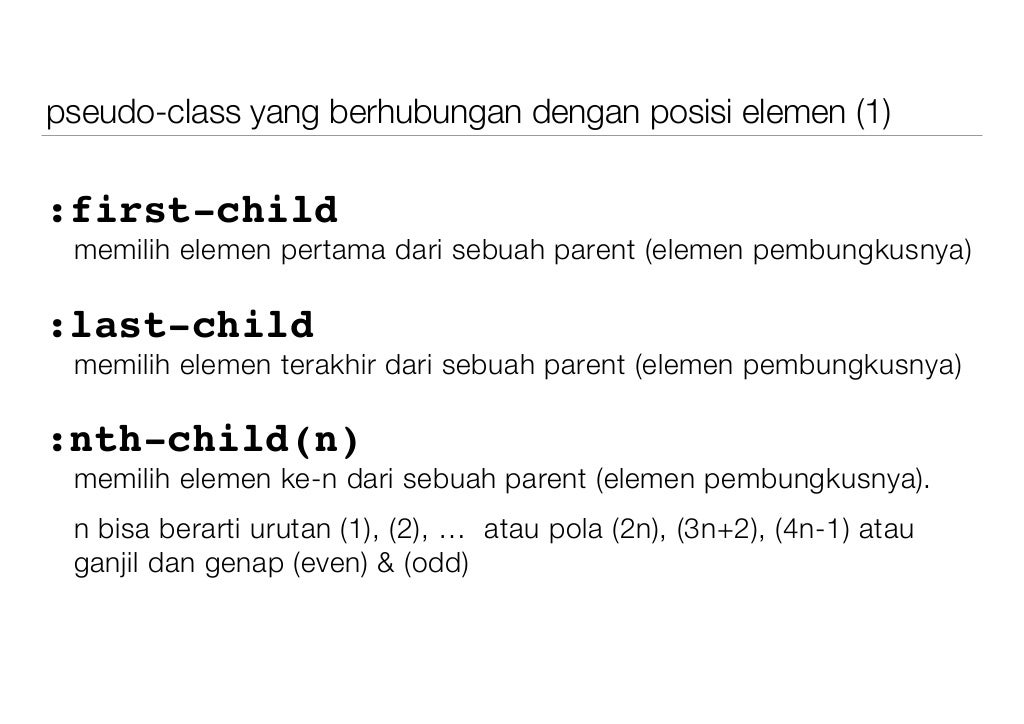 pseudo-class yang berhubungan dengan posisi elemen (1)
:first-child
memilih elemen pertama dari sebuah parent (elemen pembungkusnya)
:last-child
memilih elemen terakhir dari sebuah parent (elemen pembungkusnya)
:nth-child(n)
memilih elemen ke-n dari sebuah parent (elemen pembungkusnya).
n bisa berarti urutan (1), (2), … atau pola (2n), (3n+2), (4n-1) atau
ganjil dan genap (even) & (odd)